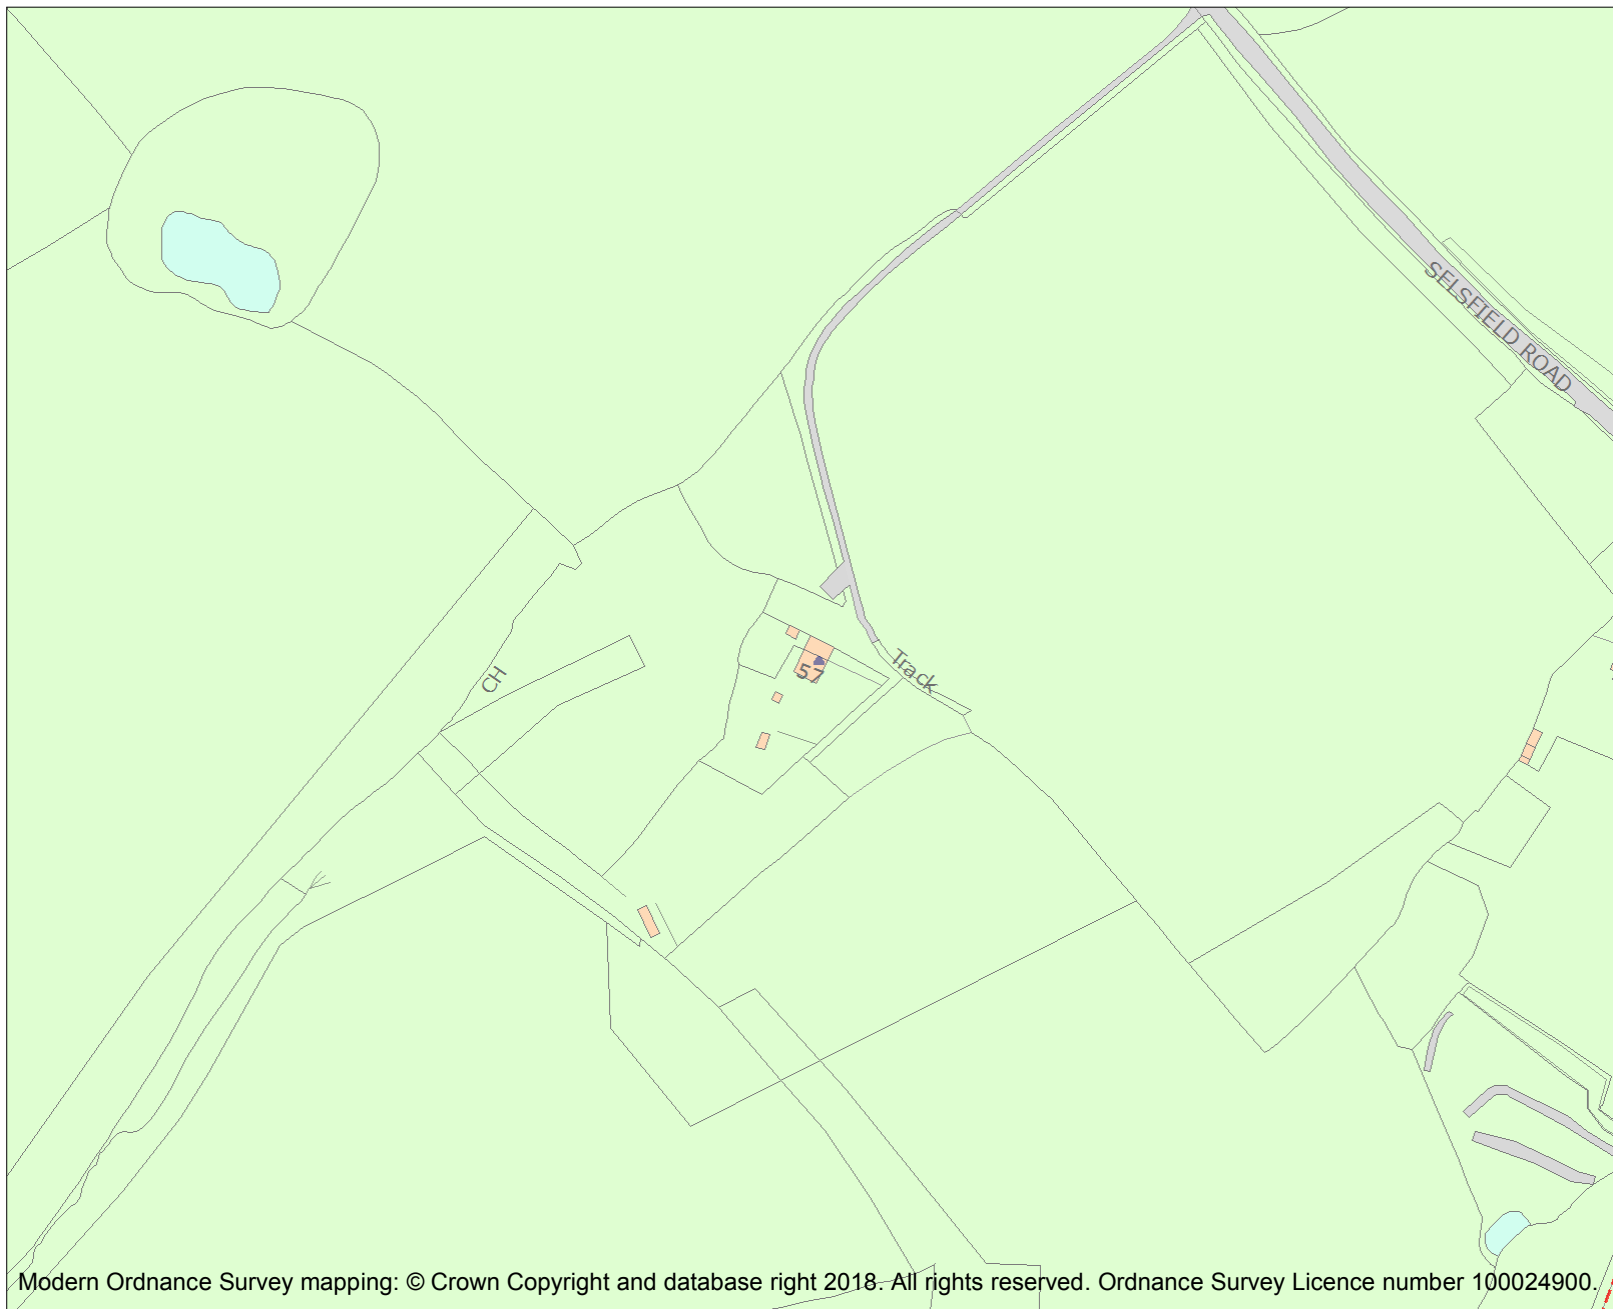 SELSFIELD ROAD
Track
57
CH
Modern Ordnance Survey mapping: © Crown Copyright and database right 2018. All rights reserved. Ordnance Survey Licence number 100024900.